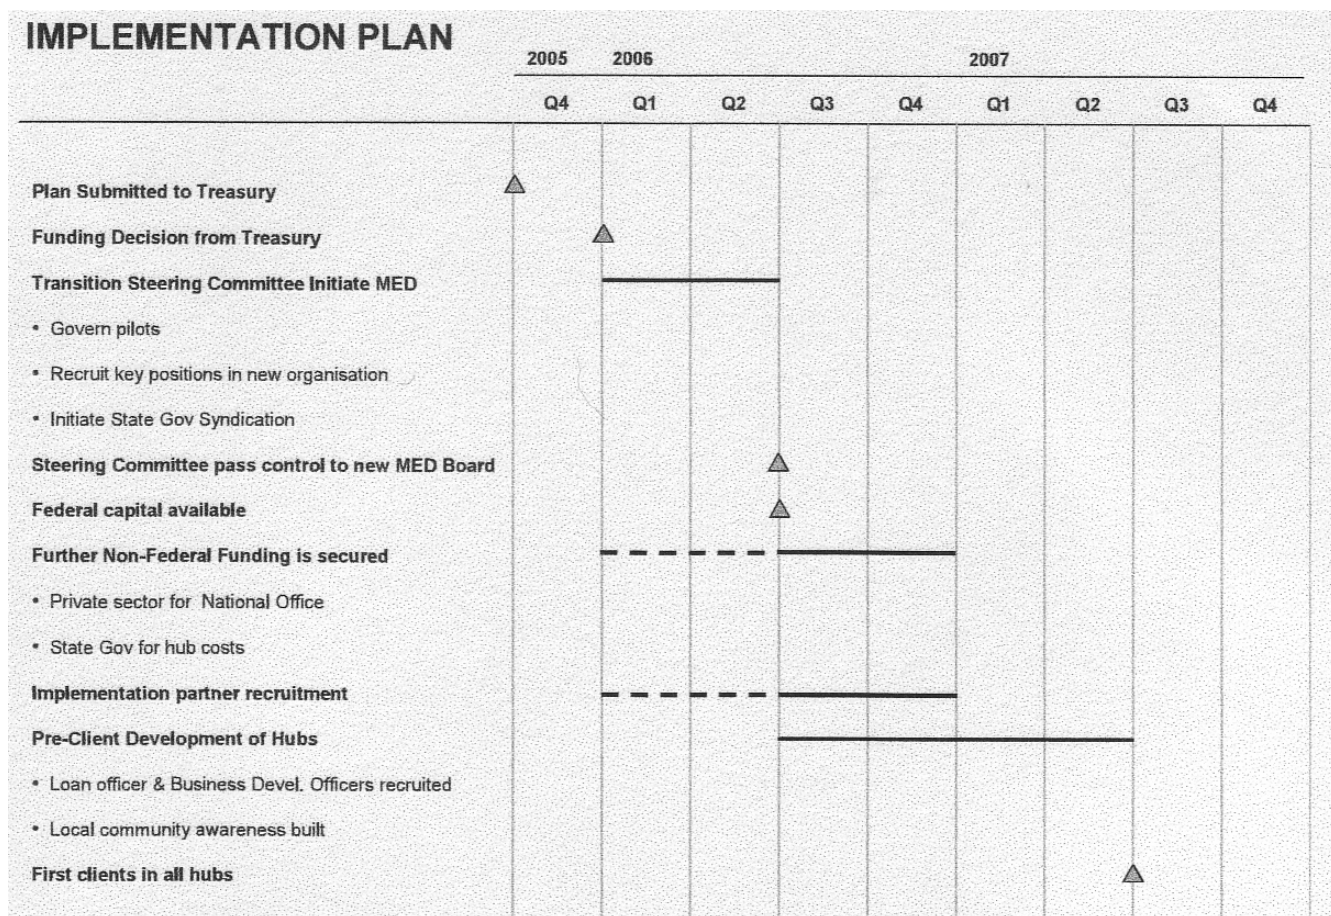 IMPLEMENTATION PLAN
2005 2006 2007
Q4 Q1 Q2 Q3 Q4 Q1 Q2 Q3 Q4
Plan Submitted to Treasury
Funding Decision from Treasury
Transition Steering Committee Initiate MED
• Govern pilots
• Recruit key positions in new organisation
• Initiate State Gov Syndication
Steering Committee pass control to new MED Board
Federal capital available
Further Non-Federal Funding is secured
• Private sector for National Office
• State Gov for hub costs
Implementation partner recruitment
Pre-Client Development of Hubs
• Loan officer & Business Devel. Officers recruited
• Local community awareness built
First clients in all hubs